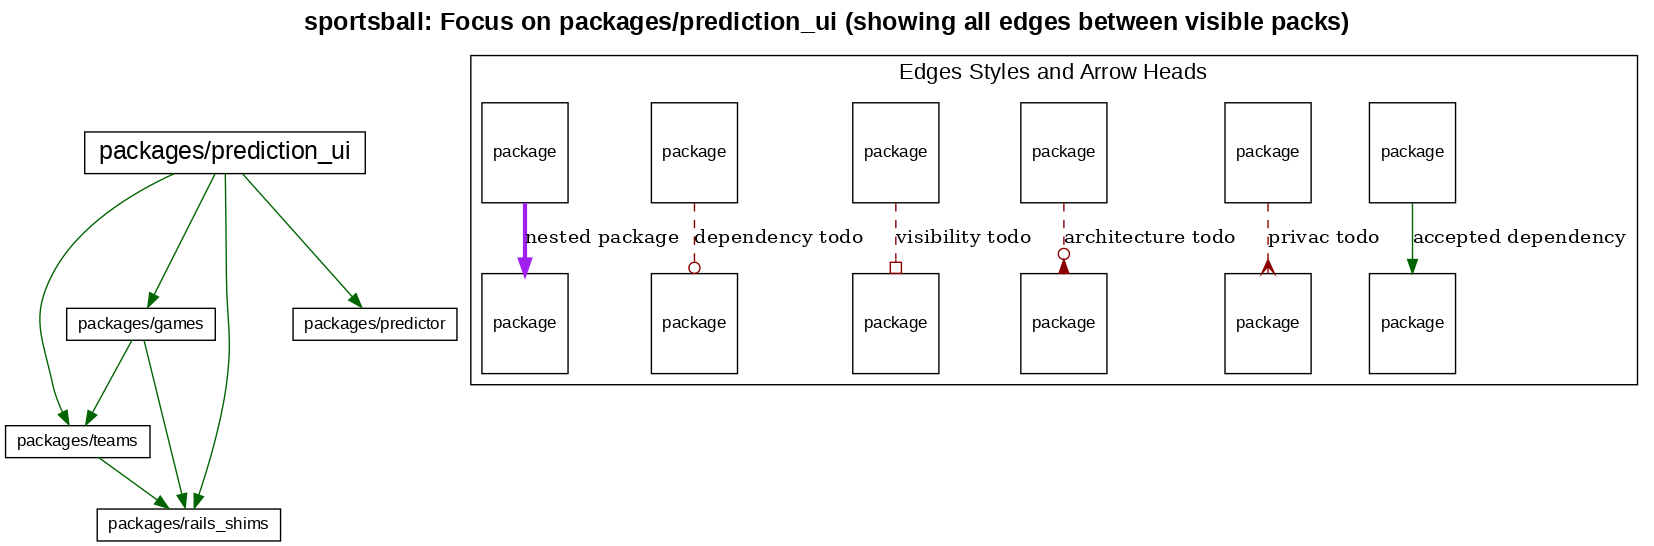 sportsball: Focus on packages/prediction_ui (showing all edges between visible packs)
Edges Styles and Arrow Heads
packages/prediction_ui
package
package
package
package
package
package
nested package
dependency todo
visibility todo
architecture todo
privac todo
accepted dependency
packages/games
packages/predictor
package
package
package
package
package
package
packages/teams
packages/rails_shims